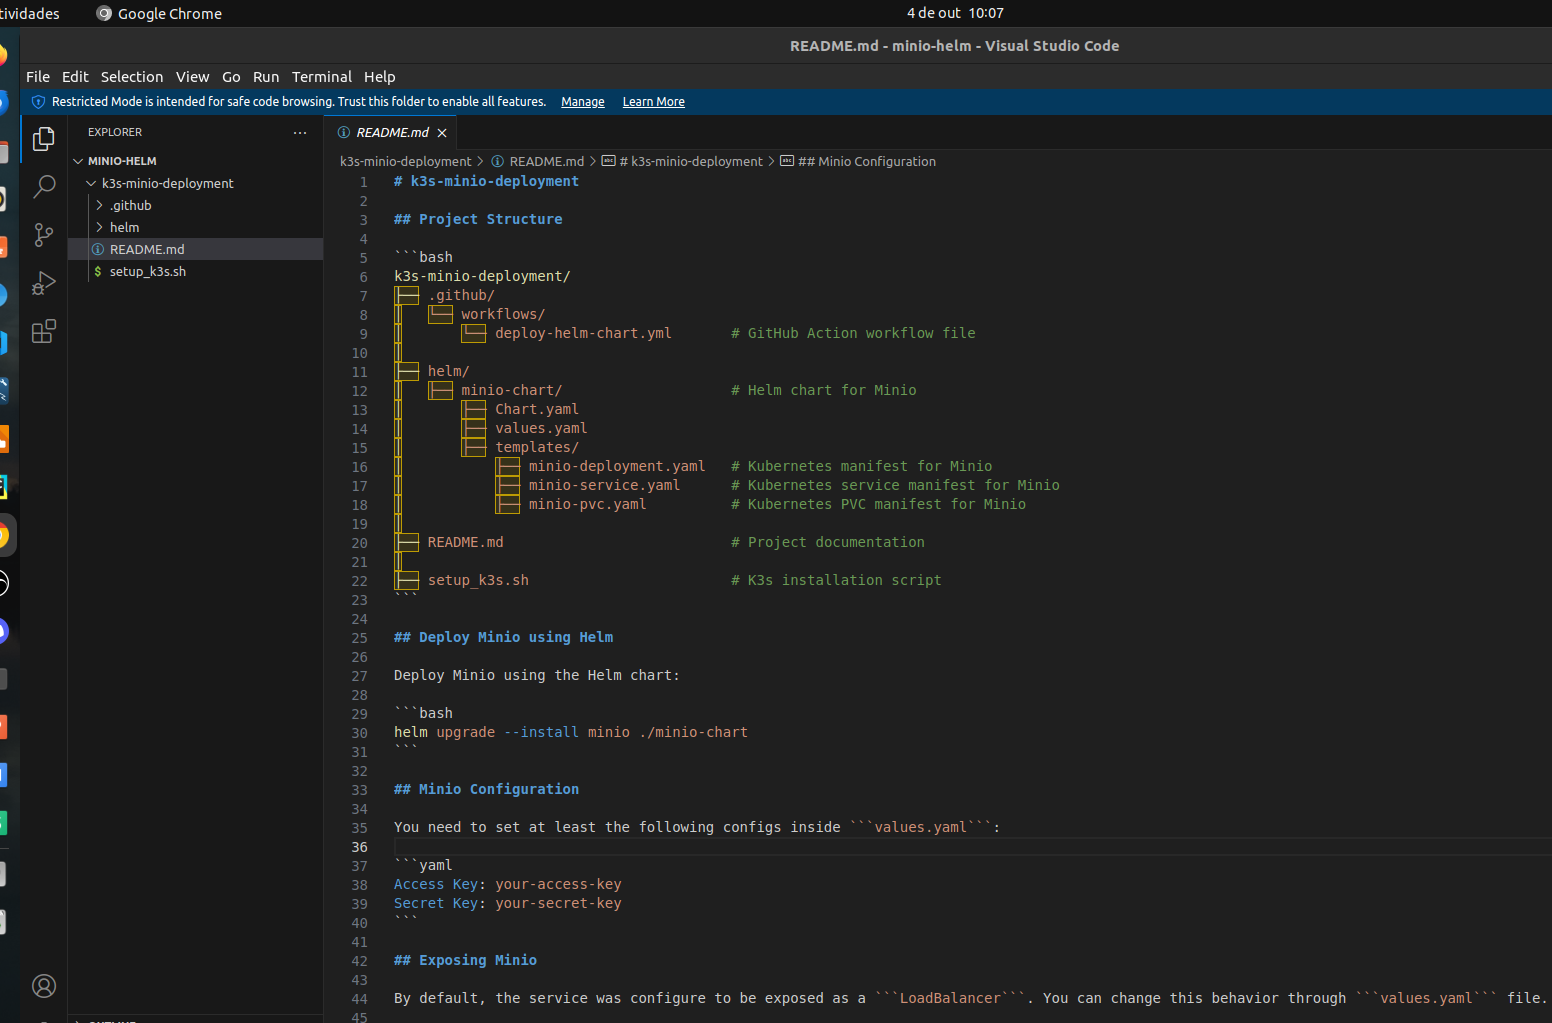 tividades
Google Chrome
4 de out 10:07
README.md - minio-helm - Visual Studio Code
File Edit Selection View Go Run Terminal Help
Restricted Mode is intended for safe code browsing. Trust this folder to enable all features. Manage Learn More
EXPLORER
···
README.md
MINIO-HELM
k3s-minio-deployment
.github
helm
README.md
$ setup_k3s.sh
k3s-minio-deployment > README.md > # k3s-minio-deployment > ## Minio Configuration
1 # k3s-minio-deployment
2
3 ## Project Structure
4
5 ```bash
6 k3s-minio-deployment/
7 ├── .github/
8 │   └── workflows/
9 │       └── deploy-helm-chart.yml       # GitHub Action workflow file
10 │
11 ├── helm/
12 │   ├── minio-chart/                    # Helm chart for Minio
13 │       ├── Chart.yaml
14 │       ├── values.yaml
15 │       ├── templates/
16 │           ├── minio-deployment.yaml   # Kubernetes manifest for Minio
17 │           ├── minio-service.yaml      # Kubernetes service manifest for Minio
18 │           ├── minio-pvc.yaml          # Kubernetes PVC manifest for Minio
19 │
20 ├── README.md                           # Project documentation
21 │
22 ├── setup_k3s.sh                        # K3s installation script
23 ```
24
25 ## Deploy Minio using Helm
26
27 Deploy Minio using the Helm chart:
28
29 ```bash
30 helm upgrade --install minio ./minio-chart
31 ```
32
33 ## Minio Configuration
34
35 You need to set at least the following configs inside ```values.yaml```:
36
37 ```yaml
38 Access Key: your-access-key
39 Secret Key: your-secret-key
40 ```
41
42 ## Exposing Minio
43
44 By default, the service was configure to be exposed as a ```LoadBalancer```. You can change this behavior through ```values.yaml``` file.
45